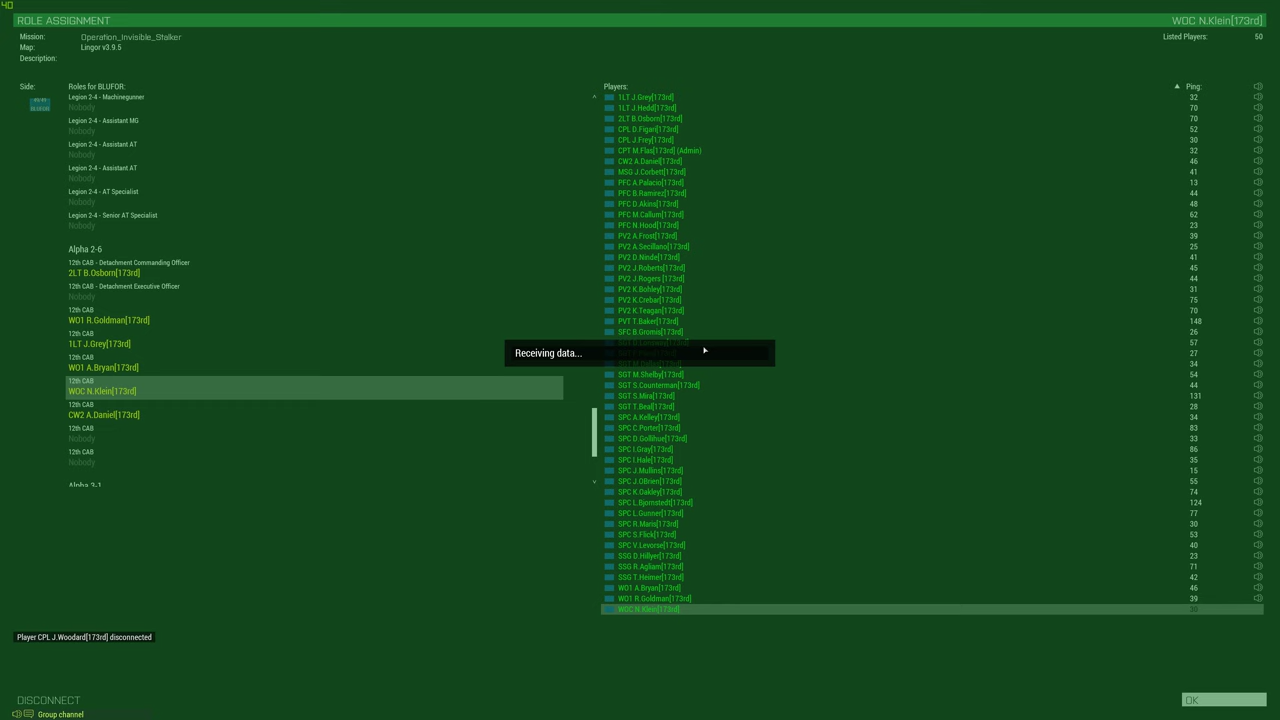 40
ROLE ASSIGNMENT
WOC N.Klein[173rd]
Mission: Operation_Invisible_Stalker
Listed Players: 50
Map: Lingor v3.9.5
Description:
Side:
Roles for BLUFOR:
Legion 2-4 - Machinegunner
Nobody
Legion 2-4 - Assistant MG
Nobody
Legion 2-4 - Assistant AT
Nobody
Legion 2-4 - Assistant AT
Nobody
Legion 2-4 - AT Specialist
Nobody
Legion 2-4 - Senior AT Specialist
Nobody
Alpha 2-6
12th CAB - Detachment Commanding Officer
2LT B.Osborn[173rd]
12th CAB - Detachment Executive Officer
Nobody
12th CAB
WO1 R.Goldman[173rd]
12th CAB
1LT J.Grey[173rd]
12th CAB
WO1 A.Bryan[173rd]
12th CAB
WOC N.Klein[173rd]
12th CAB
CW2 A.Daniel[173rd]
12th CAB
Nobody
12th CAB
Nobody
Alpha 3-1
Players: Ping:
1LT J.Grey[173rd] 32
1LT J.Hedd[173rd] 70
2LT B.Osborn[173rd] 70
CPL D.Figari[173rd] 52
CPL J.Frey[173rd] 30
CPT M.Flas[173rd] (Admin) 32
CW2 A.Daniel[173rd] 46
MSG J.Corbett[173rd] 41
PFC A.Palacio[173rd] 13
PFC B.Ramirez[173rd] 44
PFC D.Akins[173rd] 48
PFC M.Callum[173rd] 62
PFC N.Hood[173rd] 23
PV2 A.Frost[173rd] 39
PV2 A.Secillano[173rd] 25
PV2 D.Ninde[173rd] 41
PV2 J.Roberts[173rd] 45
PV2 J.Rogers [173rd] 44
PV2 K.Bohley[173rd] 31
PV2 K.Crebar[173rd] 75
PV2 K.Teagan[173rd] 70
PVT T.Baker[173rd] 148
SFC B.Gromis[173rd] 32
57
27
44
SGT M.Shelby[173rd] 54
SGT S.Counterman[173rd] 44
SGT S.Mira[173rd] 131
SGT T.Beal[173rd] 28
SPC A.Kelley[173rd] 34
SPC C.Porter[173rd] 83
SPC D.Gollihue[173rd] 33
SPC I.Gray[173rd] 86
SPC I.Hale[173rd] 35
SPC J.Mullins[173rd] 15
SPC J.OBrien[173rd] 55
SPC K.Oakley[173rd] 74
SPC L.Bjornstedt[173rd] 124
SPC L.Gunner[173rd] 77
SPC R.Maris[173rd] 30
SPC S.Flick[173rd] 53
SPC V.Levorse[173rd] 40
SSG D.Hillyer[173rd] 23
SSG R.Agliam[173rd] 71
SSG T.Heimer[173rd] 42
WO1 A.Bryan[173rd] 46
WO1 R.Goldman[173rd] 39
WOC N.Klein[173rd] 30
Receiving data...
Player CPL J.Woodard[173rd] disconnected
DISCONNECT
OK
Group channel